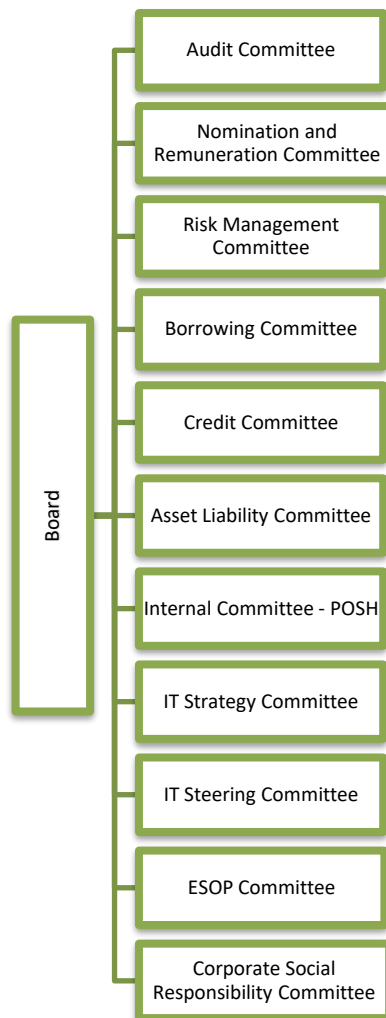 Audit Committee
Nomination and
Remuneration Committee
Risk Management
Committee
Borrowing Committee
Credit Committee
Board
Asset Liability Committee
Internal Committee - POSH
IT Strategy Committee
IT Steering Committee
ESOP Committee
Corporate Social
Responsibility Committee